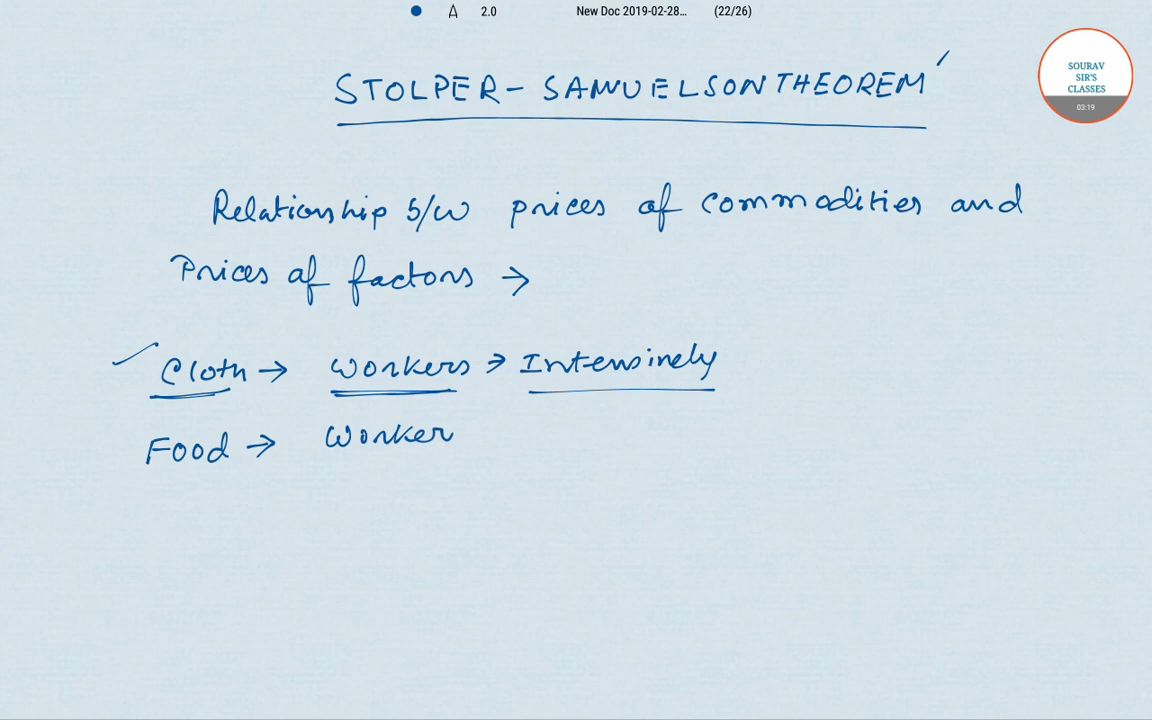 2.0 New Doc 2019-02-28... (22/26)
SOURAV
SIR'S
CLASSES
03:19
STOLPER-SAMUELSON THEOREM
Relationship b/w prices of commodities and
Prices of factors →
Cloth → Workers → Intensively
Food → Worker